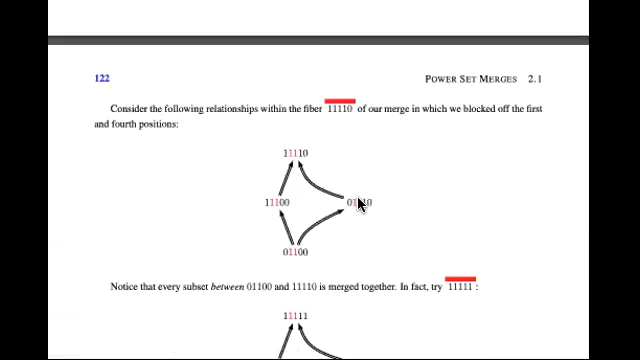 122
POWER SET MERGES 2.1
Consider the following relationships within the fiber 11110 of our merge in which we blocked off the first
and fourth positions:
11110
11100
01100
Notice that every subset between 01100 and 11110 is merged together. In fact, try 11111 :
11111